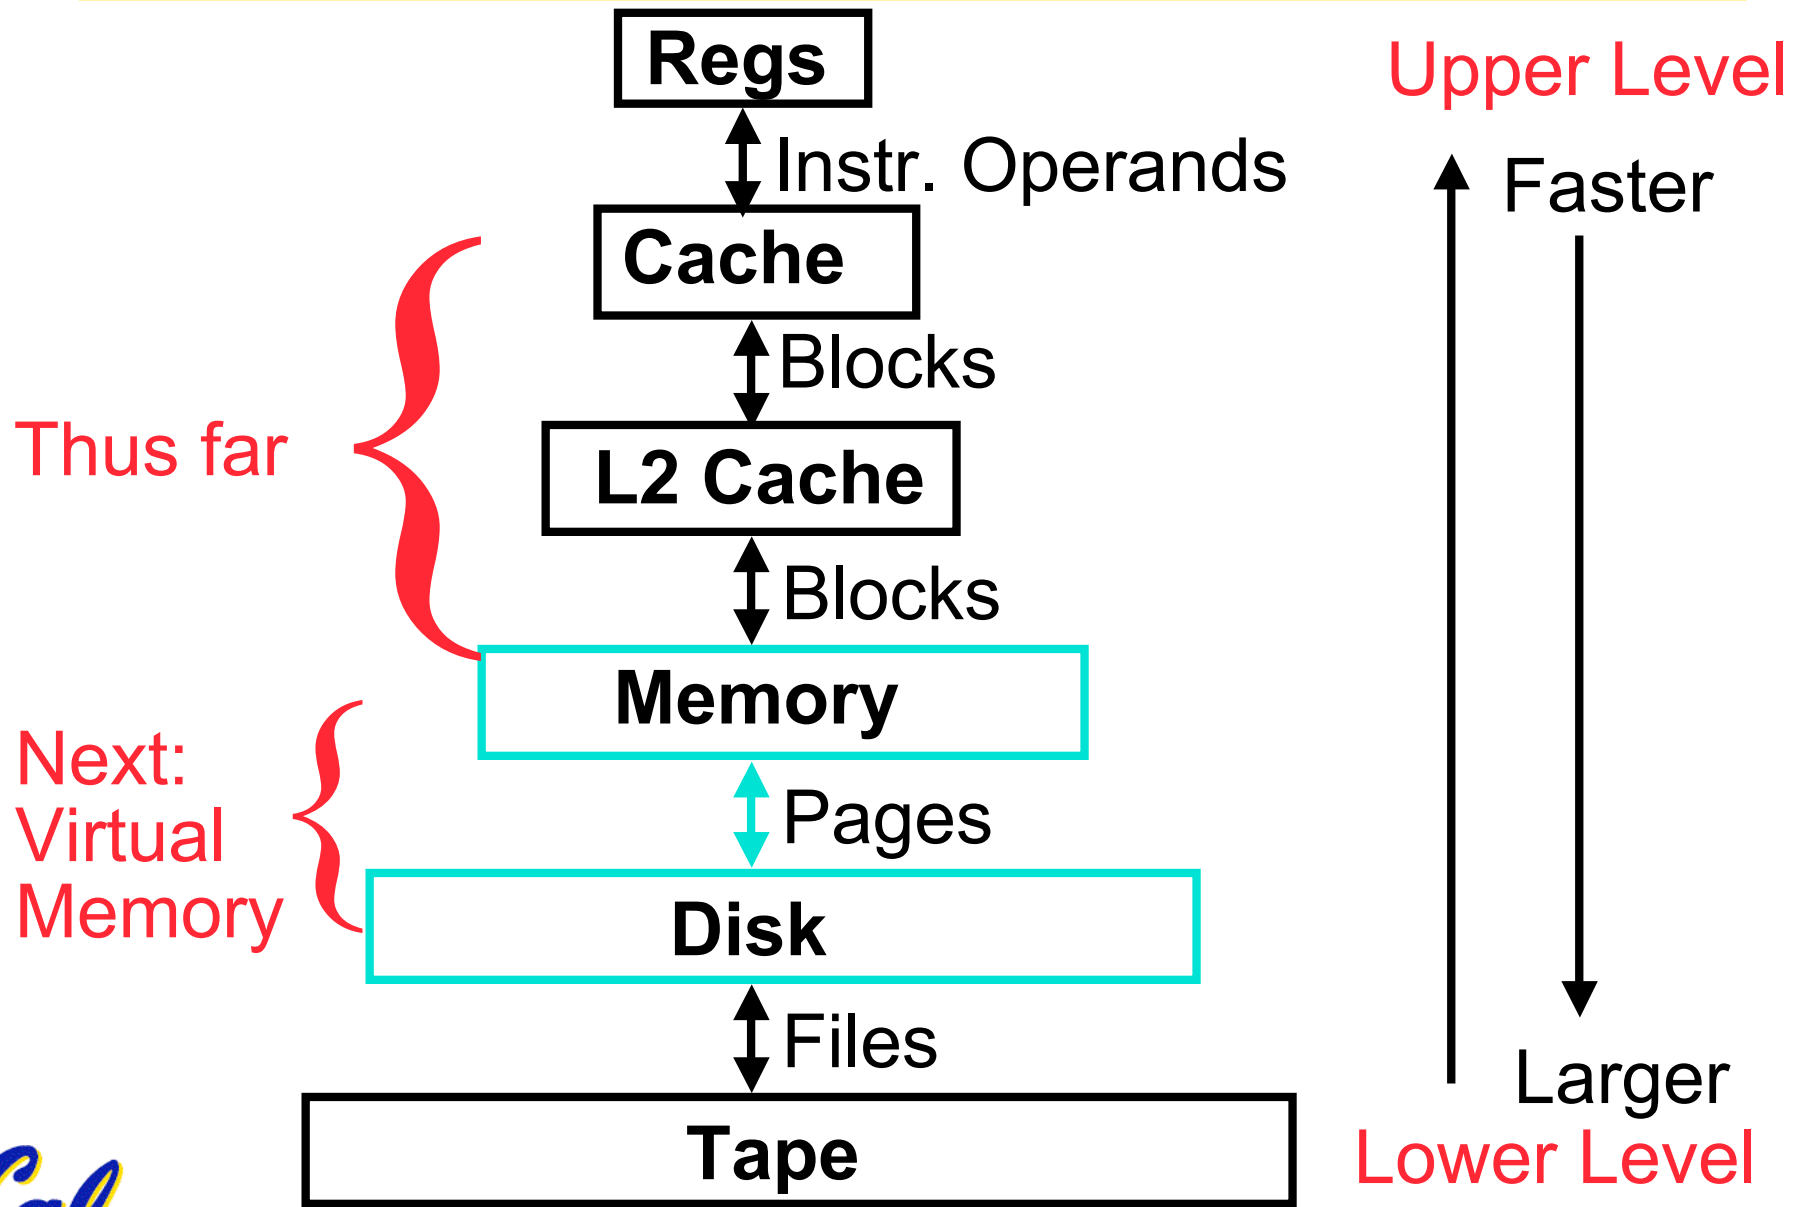 Regs
Upper Level
Instr. Operands
Faster
Cache
Blocks
Thus far
L2 Cache
Blocks
Memory
Next:
Virtual
Memory
Pages
Disk
Files
Larger
Tape
Lower Level
Cal